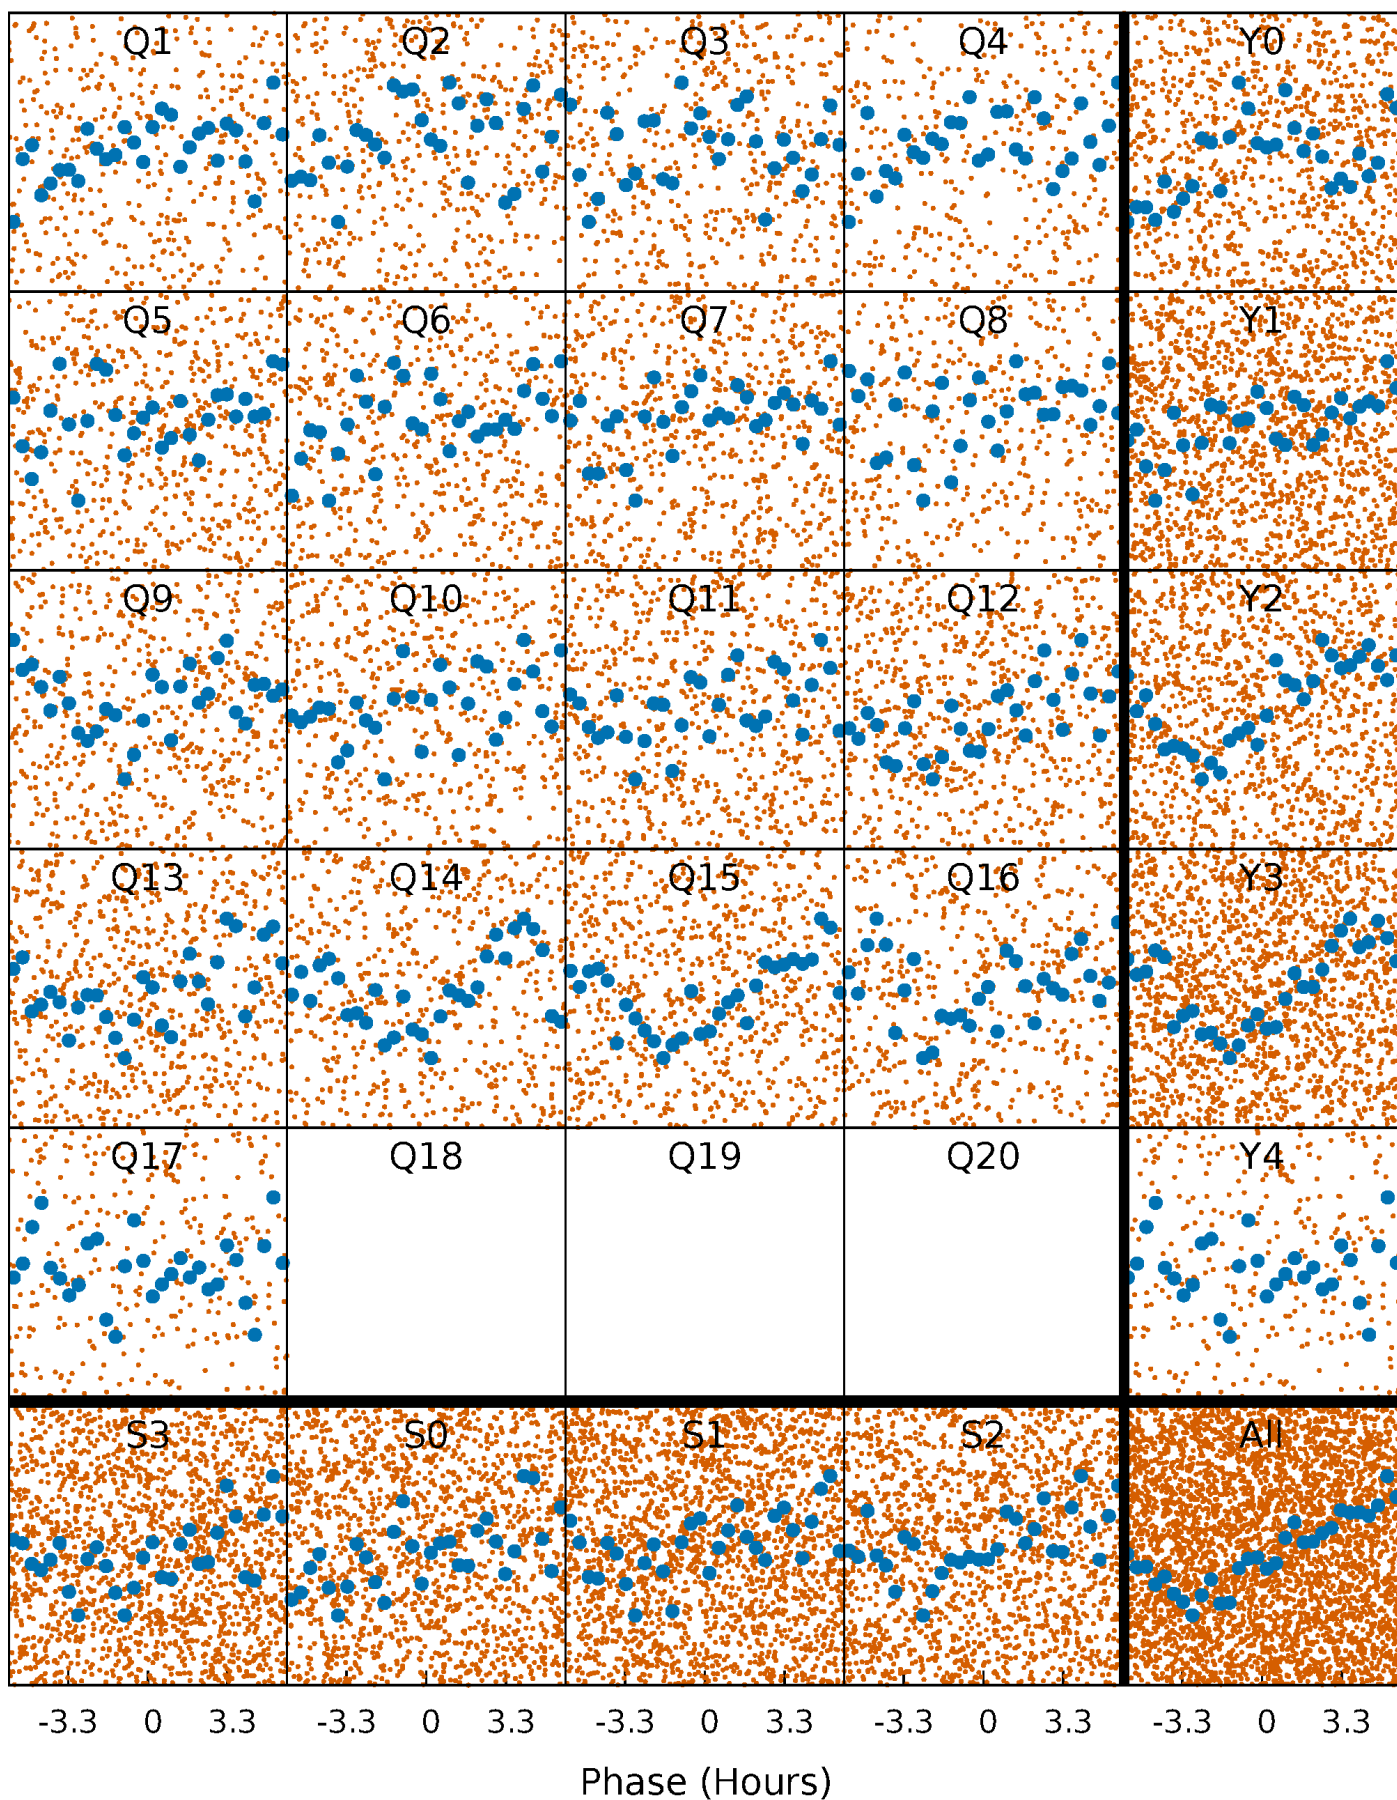 Q1 Q2 Q3 Q4 Y0
Q5 Q6 Q7 Q8 Y1
Q9 Q10 Q11 Q12 Y2
Q13 Q14 Q15 Q16 Y3
Q17 Q18 Q19 Q20 Y4
S3 S0 S1 S2 All
-3.3 0 3.3 -3.3 0 3.3 -3.3 0 3.3 -3.3 0 3.3 -3.3 0 3.3
Phase (Hours)